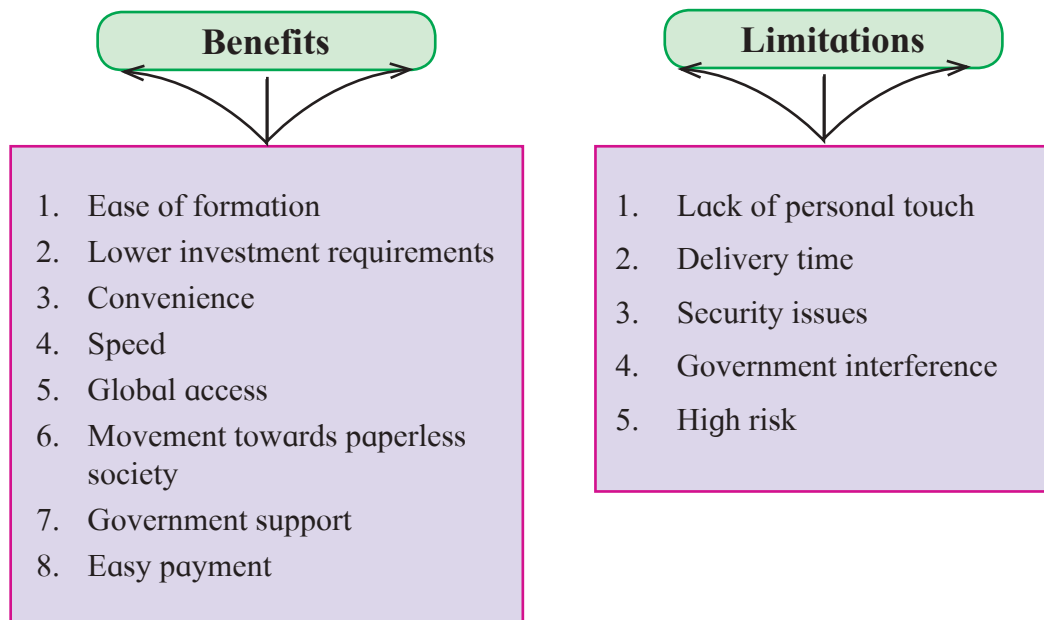 Benefits
1. Ease of formation
2. Lower investment requirements
3. Convenience
4. Speed
5. Global access
6. Movement towards paperless
society
7. Government support
8. Easy payment
Limitations
1. Lack of personal touch
2. Delivery time
3. Security issues
4. Government interference
5. High risk